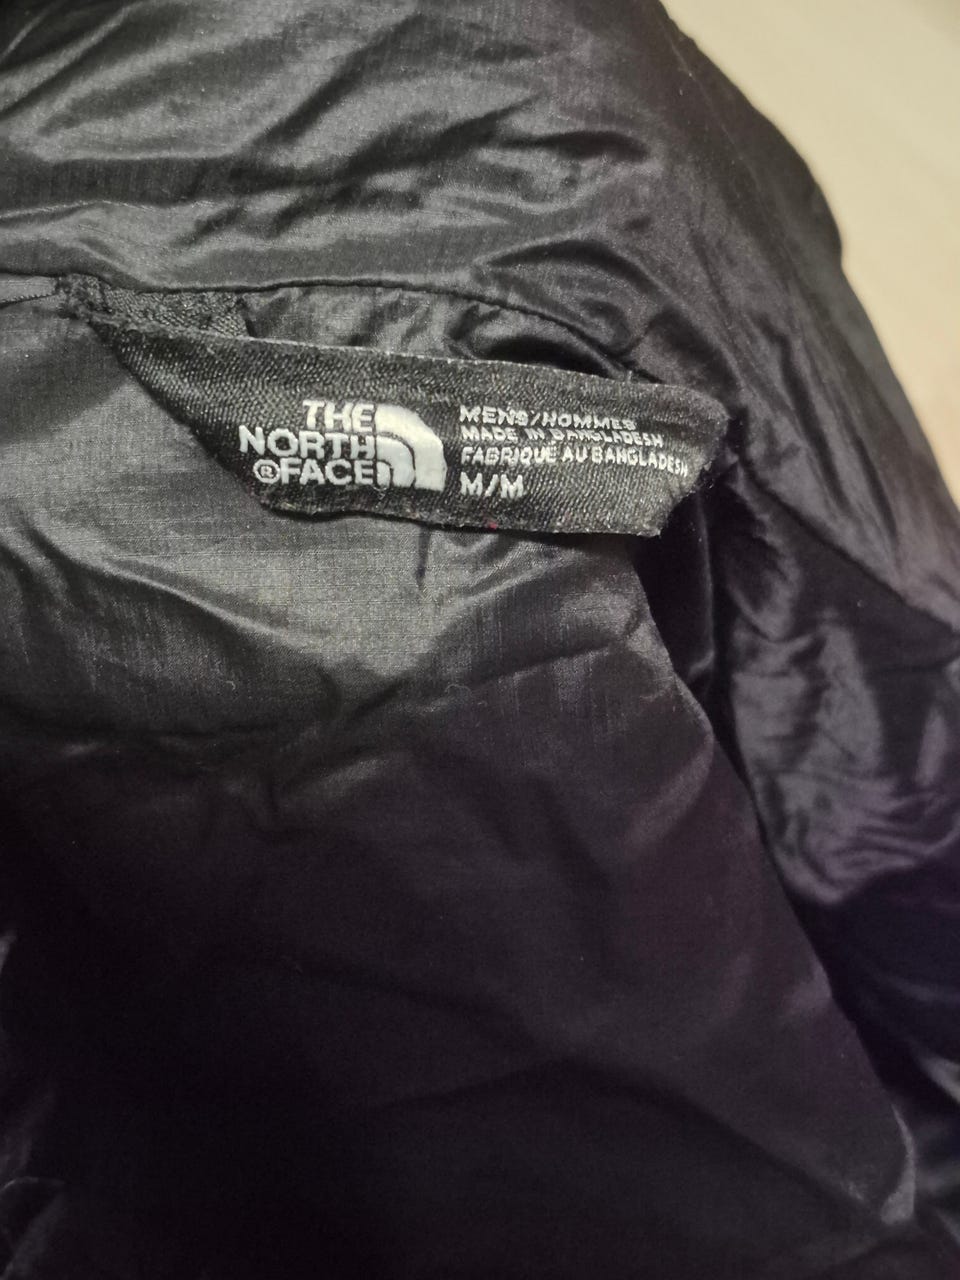 THE
NORTH
®FACE
MENS/HOMMES
MADE IN BANGLADESH
FABRIQUE AU BANGLADESH
M/M